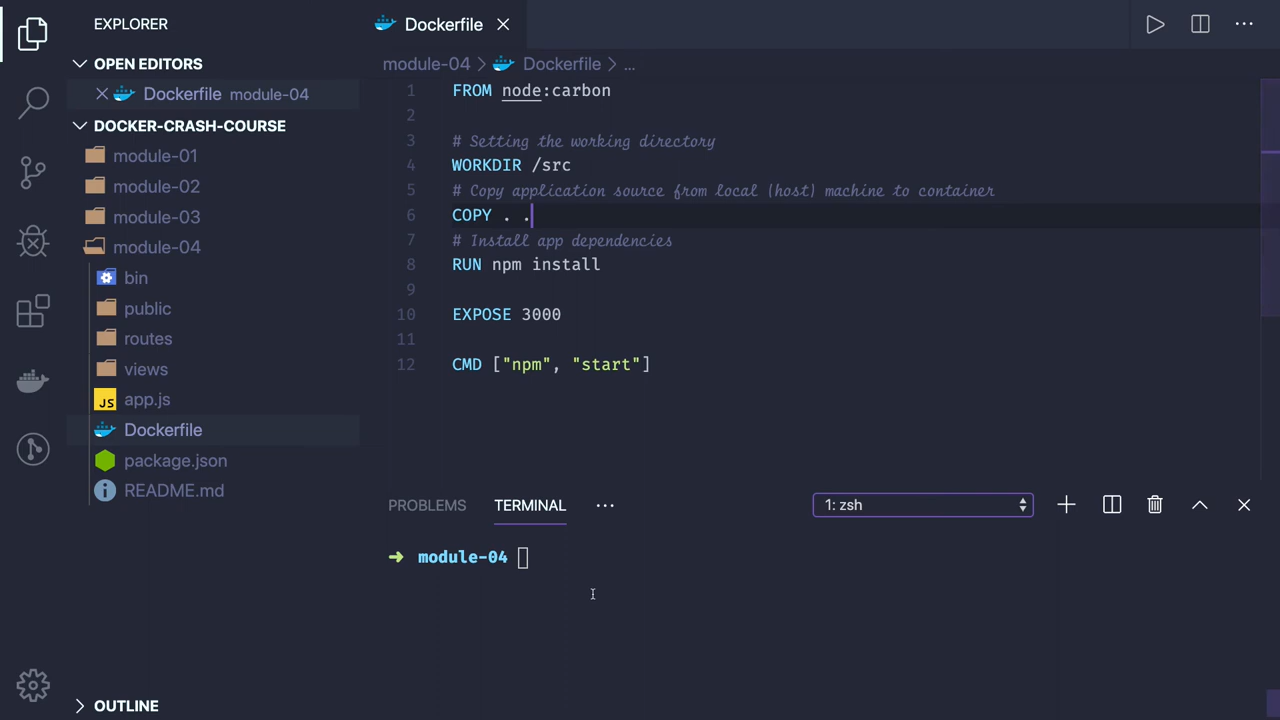 EXPLORER
OPEN EDITORS
Dockerfile module-04
DOCKER-CRASH-COURSE
module-01
module-02
module-03
module-04
bin
public
routes
views
JS app.js
Dockerfile
package.json
README.md
OUTLINE
Dockerfile
module-04 > Dockerfile > ...
1 FROM node:carbon
2
3 # Setting the working directory
4 WORKDIR /src
5 # Copy application source from local (host) machine to container
6 COPY . .
7 # Install app dependencies
8 RUN npm install
9
10 EXPOSE 3000
11
12 CMD ["npm", "start"]
PROBLEMS TERMINAL ... 1: zsh
➜ module-04